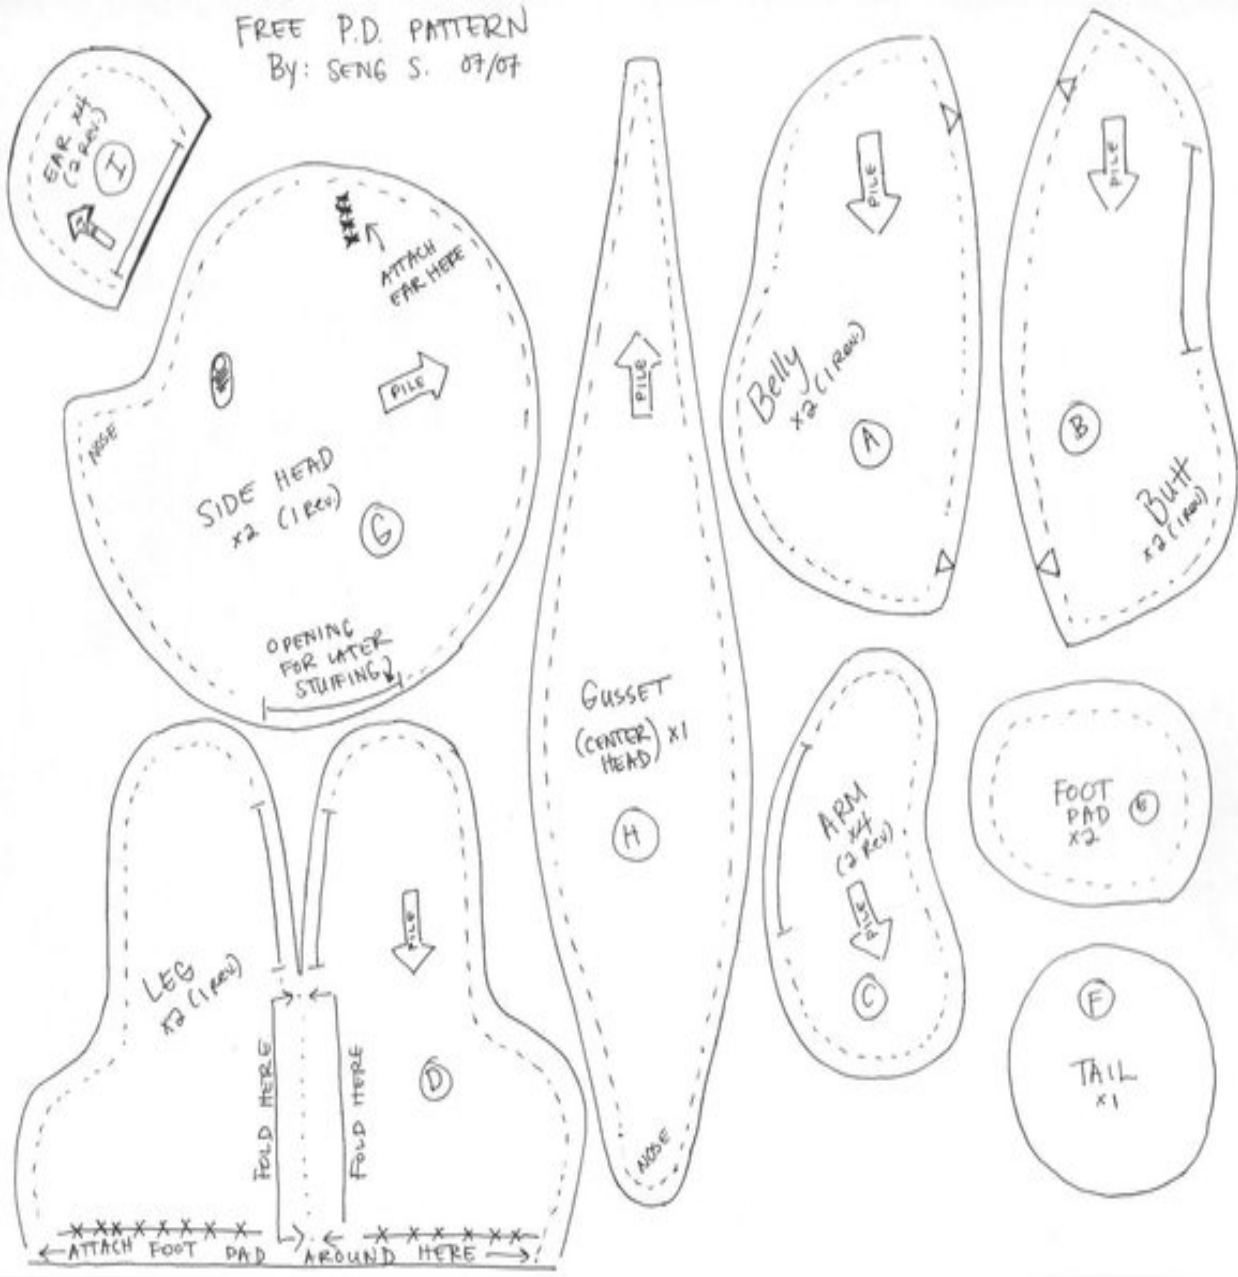 FREE P.D. PATTERN
By: SENG S. 07/07
EAR x4
(2 REV.)
I
ATTACH
EAR HERE
PILE
NOSE
SIDE HEAD
x2 (1 REV)
G
OPENING
FOR LATER
STUFFING
PILE
GUSSET
(CENTER) x1
HEAD
H
NOSE
PILE
Belly
x2 (1 REV.)
A
PILE
B
Butt
x2 (1 REV)
ARM
x4
(2 REV)
PILE
C
FOOT
PAD
x2
E
F
TAIL
x1
LEG
x2 (1 REV)
PILE
D
FOLD HERE
FOLD HERE
ATTACH FOOT PAD AROUND HERE